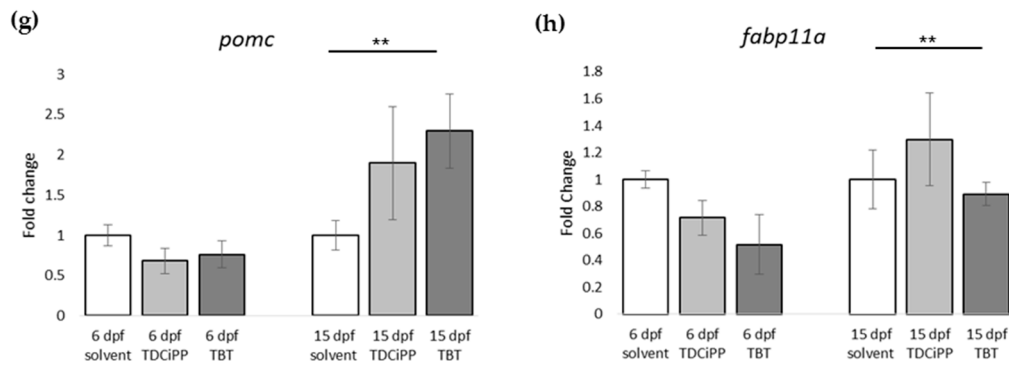 (g)
pomc
**
3
2.5
2
1.5
1
0.5
0
Fold change
6 dpf solvent
6 dpf TDCiPP
6 dpf TBT
15 dpf solvent
15 dpf TDCiPP
15 dpf TBT
(h)
fabp11a
**
1.8
1.6
1.4
1.2
1
0.8
0.6
0.4
0.2
0
Fold Change
6 dpf solvent
6 dpf TDCiPP
6 dpf TBT
15 dpf solvent
15 dpf TDCiPP
15 dpf TBT